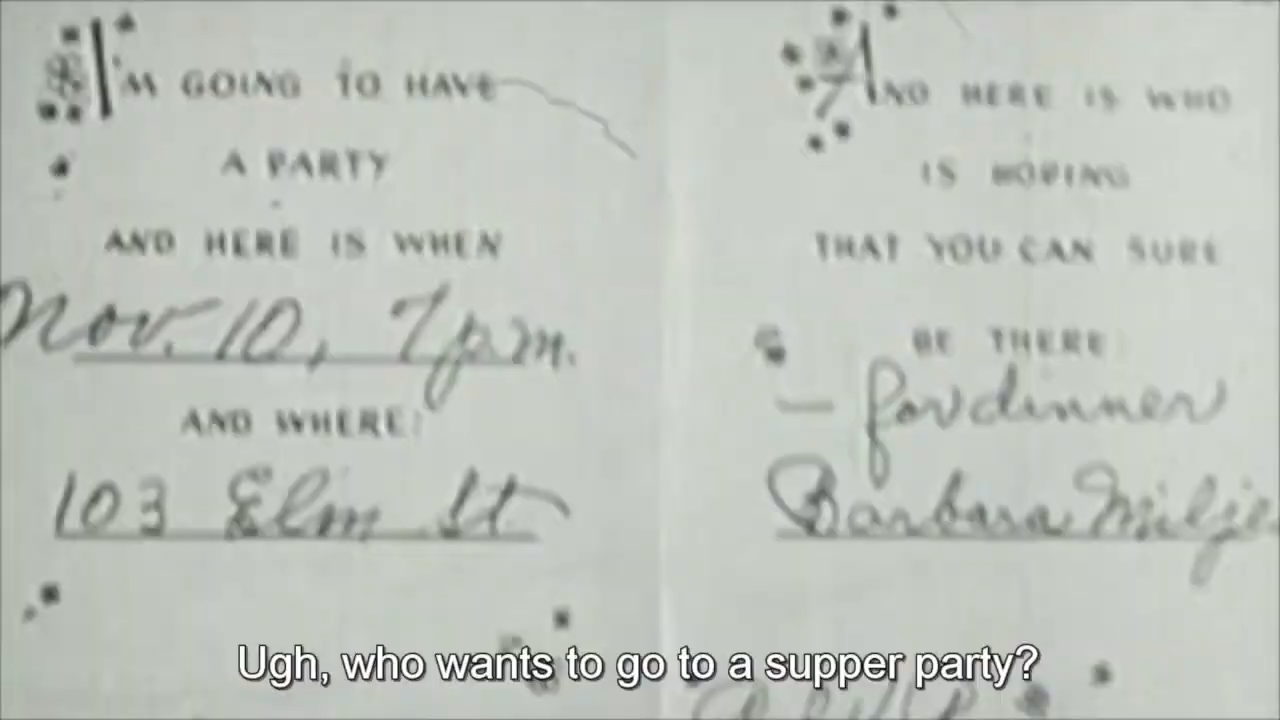 I'M GOING TO HAVE
A PARTY
AND HERE IS WHEN
Nov. 10, 7 p.m.
AND WHERE:
103 Elm St
AND HERE IS WHO
IS HOPING
THAT YOU CAN SURE
BE THERE
— for dinner
Barbara
Ugh, who wants to go to a supper party?